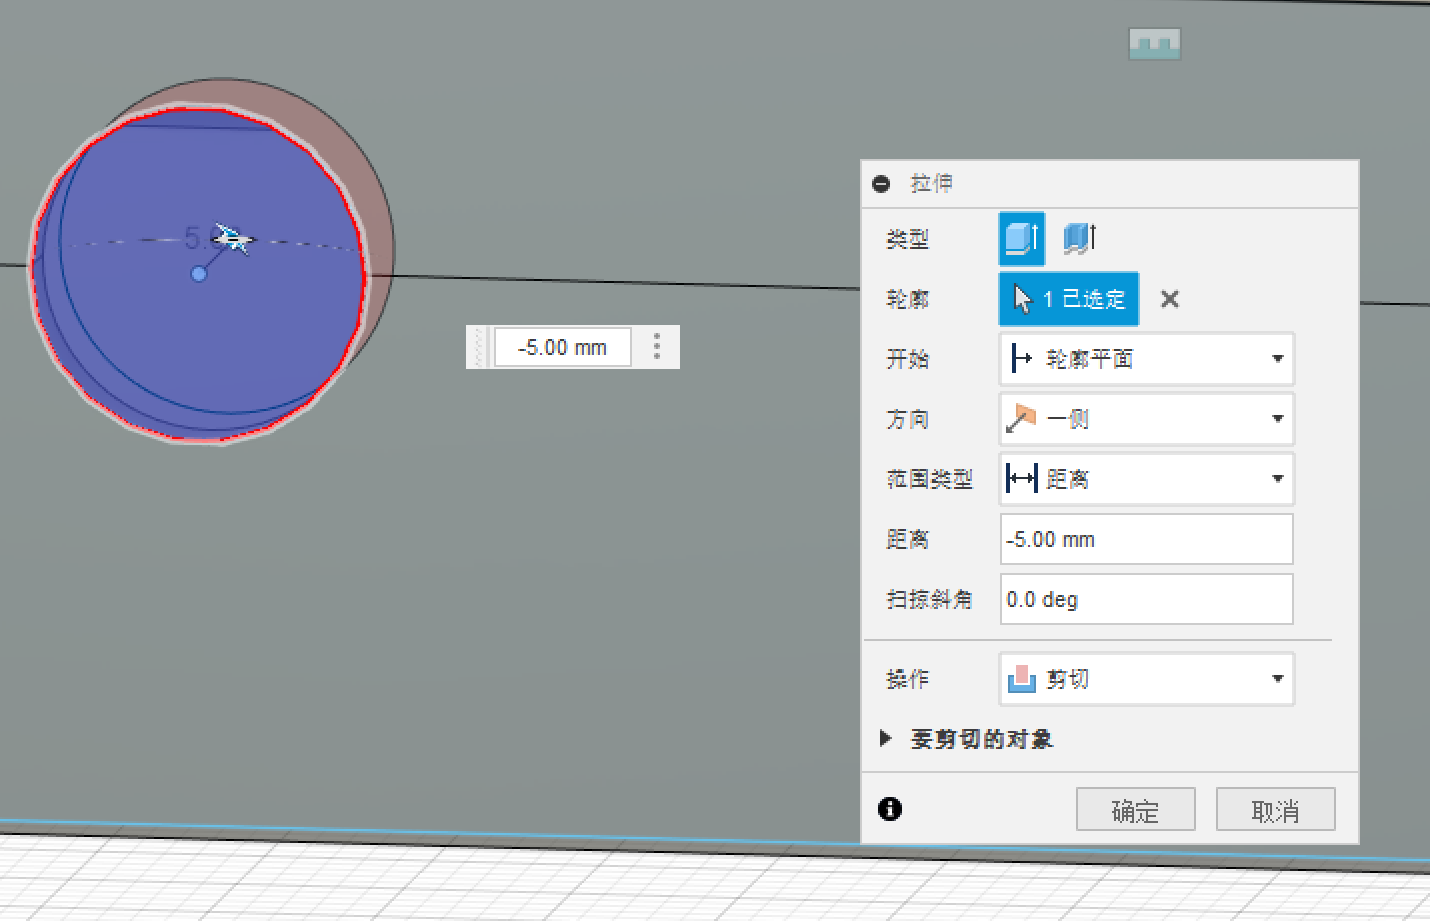 5.0
-5.00 mm
拉伸
类型
轮廓 1 已选定
开始 轮廓平面
方向 一侧
范围类型 距离
距离 -5.00 mm
扫掠斜角 0.0 deg
操作 剪切
要剪切的对象
确定 取消